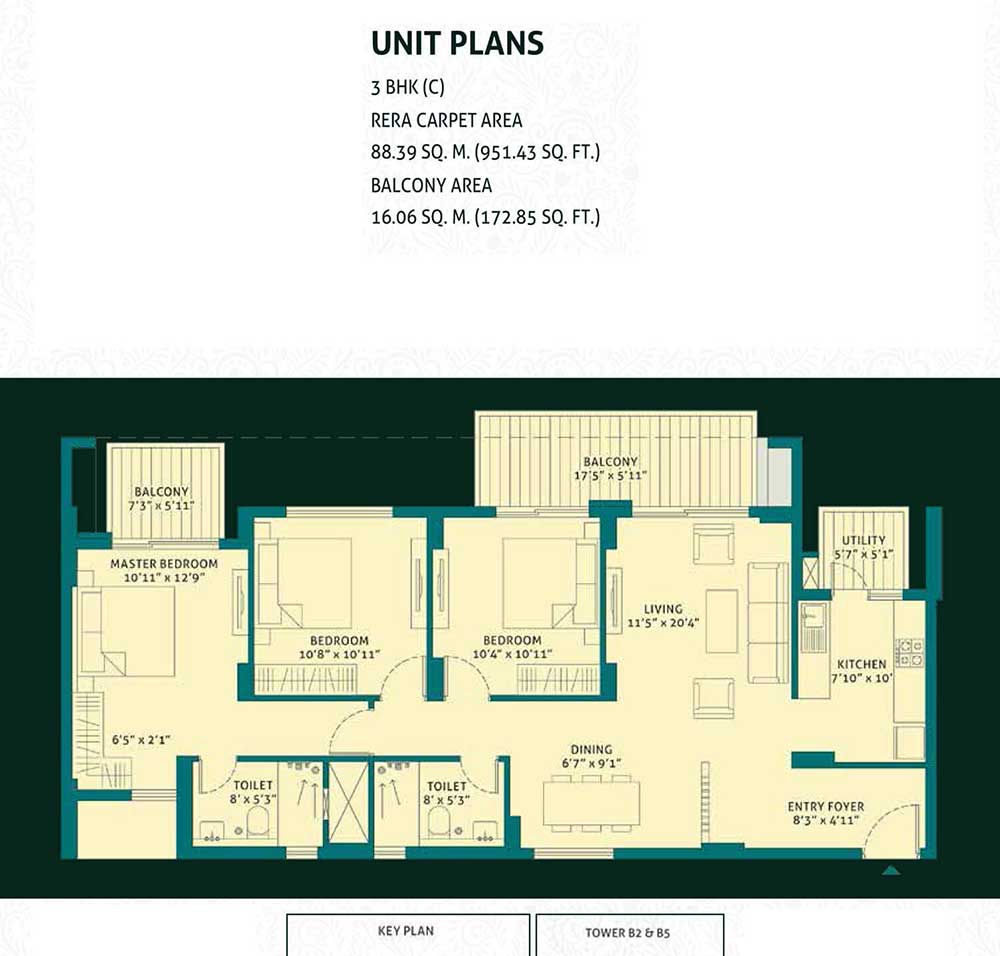 UNIT PLANS
3 BHK (C)
RERA CARPET AREA
88.39 SQ. M. (951.43 SQ. FT.)
BALCONY AREA
16.06 SQ. M. (172.85 SQ. FT.)
BALCONY
17'5" x 5'11"
BALCONY
7'3" x 5'11"
UTILITY
5'7" x 5'1"
MASTER BEDROOM
10'11" x 12'9"
BEDROOM
10'8" x 10'11"
BEDROOM
10'4" x 10'11"
LIVING
11'5" x 20'4"
KITCHEN
7'10" x 10'
6'5" x 2'1"
DINING
6'7" x 9'1"
TOILET
8' x 5'3"
TOILET
8' x 5'3"
ENTRY FOYER
8'3" x 4'11"
KEY PLAN
TOWER B2 & B5